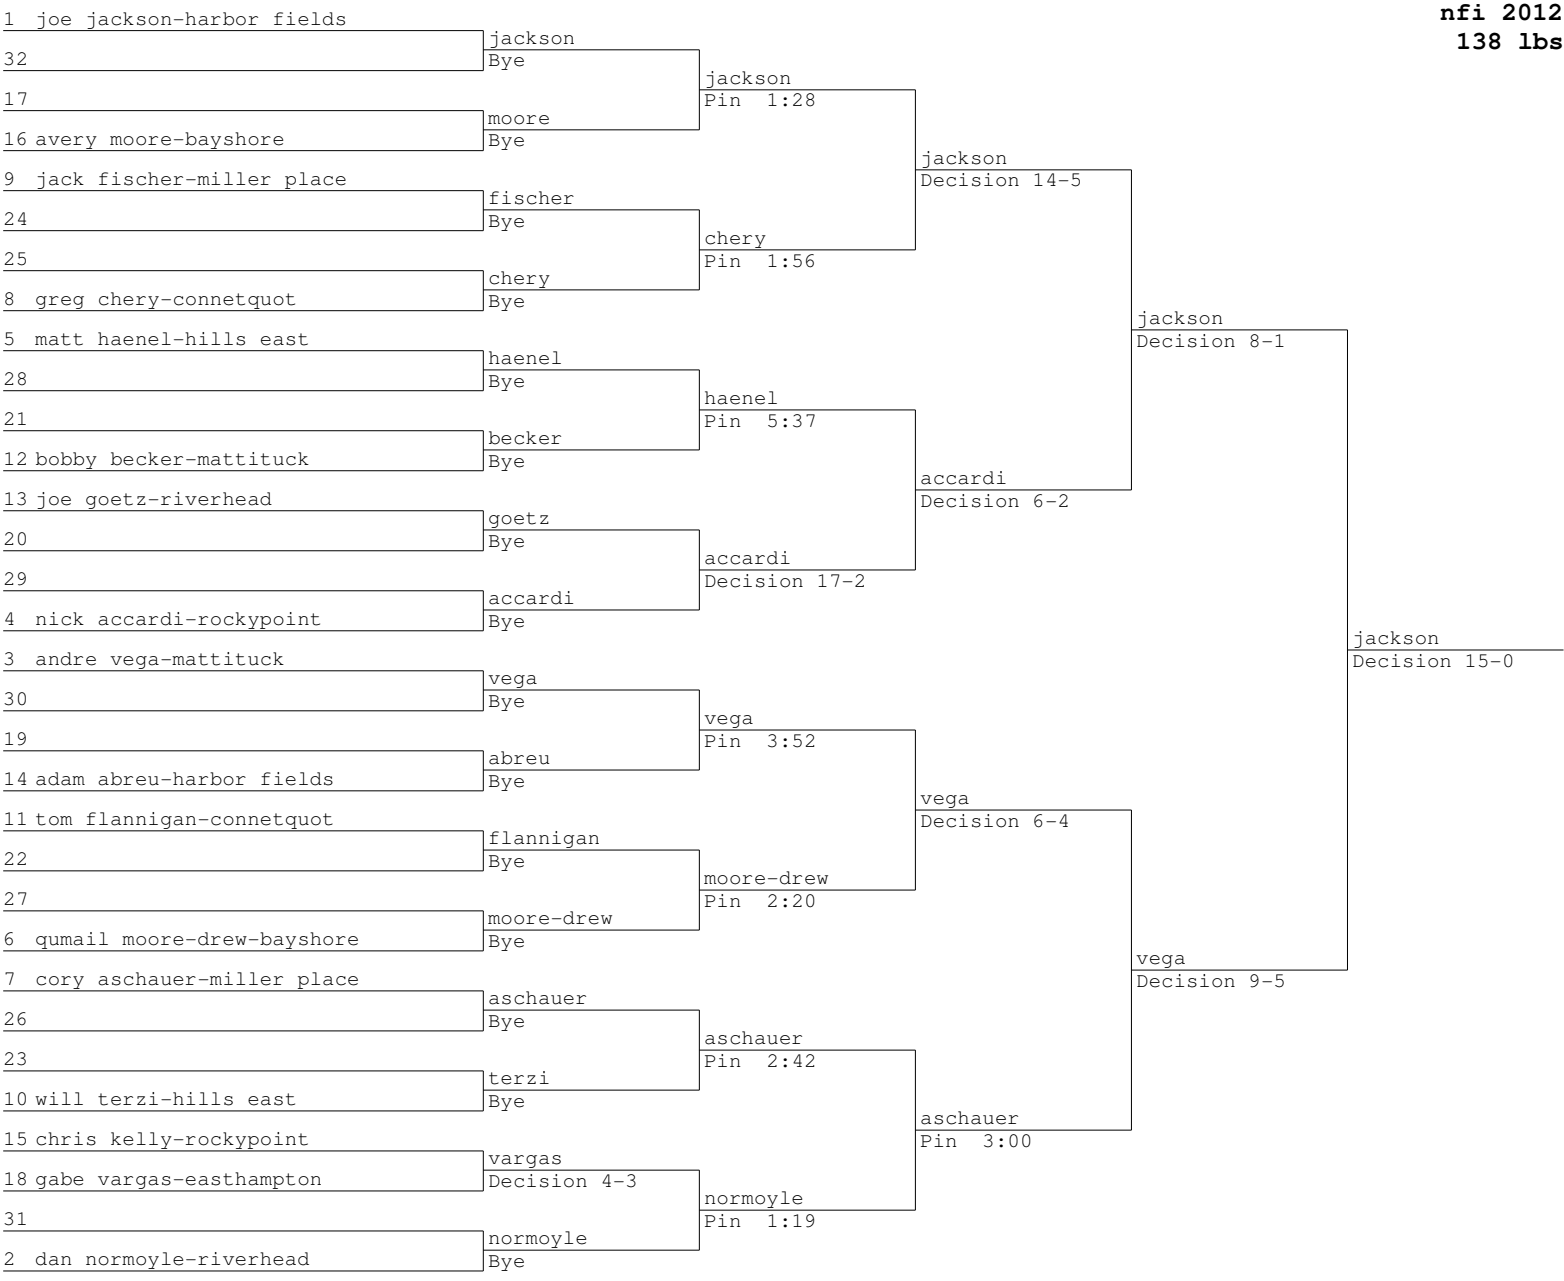 nfi 2012
138 lbs
1 joe jackson-harbor fields
32
17
16 avery moore-bayshore
9 jack fischer-miller place
24
25
8 greg chery-connetquot
5 matt haenel-hills east
28
21
12 bobby becker-mattituck
13 joe goetz-riverhead
20
29
4 nick accardi-rockypoint
3 andre vega-mattituck
30
19
14 adam abreu-harbor fields
11 tom flannigan-connetquot
22
27
6 qumail moore-drew-bayshore
7 cory aschauer-miller place
26
23
10 will terzi-hills east
15 chris kelly-rockypoint
18 gabe vargas-easthampton
31
2 dan normoyle-riverhead
jackson
Bye
moore
Bye
fischer
Bye
chery
Bye
haenel
Bye
becker
Bye
goetz
Bye
accardi
Bye
vega
Bye
abreu
Bye
flannigan
Bye
moore-drew
Bye
aschauer
Bye
terzi
Bye
vargas
Decision 4-3
normoyle
Bye
jackson
Pin 1:28
chery
Pin 1:56
haenel
Pin 5:37
accardi
Decision 17-2
vega
Pin 3:52
moore-drew
Pin 2:20
aschauer
Pin 2:42
normoyle
Pin 1:19
jackson
Decision 14-5
accardi
Decision 6-2
vega
Decision 6-4
aschauer
Pin 3:00
jackson
Decision 8-1
vega
Decision 9-5
jackson
Decision 15-0